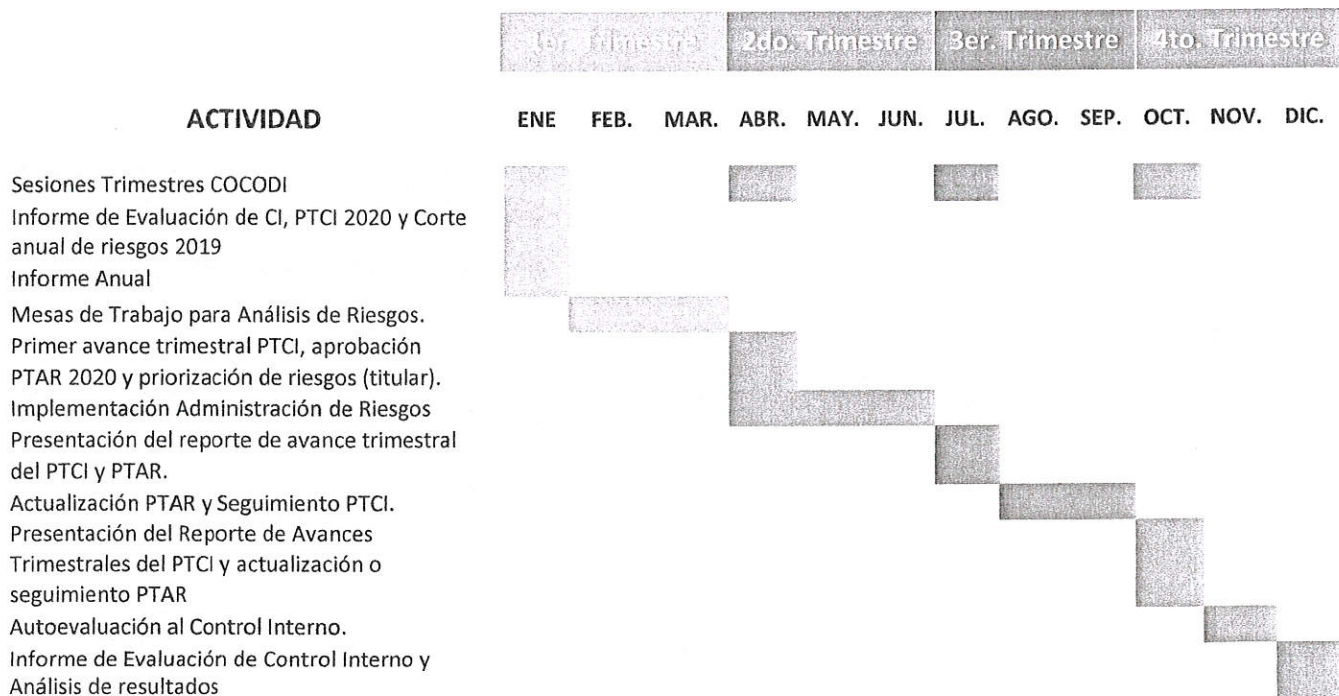 1er. Trimestre 2do. Trimestre 3er. Trimestre 4to. Trimestre
ACTIVIDAD ENE FEB. MAR. ABR. MAY. JUN. JUL. AGO. SEP. OCT. NOV. DIC.
Sesiones Trimestres COCODI
Informe de Evaluación de CI, PTCI 2020 y Corte
anual de riesgos 2019
Informe Anual
Mesas de Trabajo para Análisis de Riesgos.
Primer avance trimestral PTCI, aprobación
PTAR 2020 y priorización de riesgos (titular).
Implementación Administración de Riesgos
Presentación del reporte de avance trimestral
del PTCI y PTAR.
Actualización PTAR y Seguimiento PTCI.
Presentación del Reporte de Avances
Trimestrales del PTCI y actualización o
seguimiento PTAR
Autoevaluación al Control Interno.
Informe de Evaluación de Control Interno y
Análisis de resultados